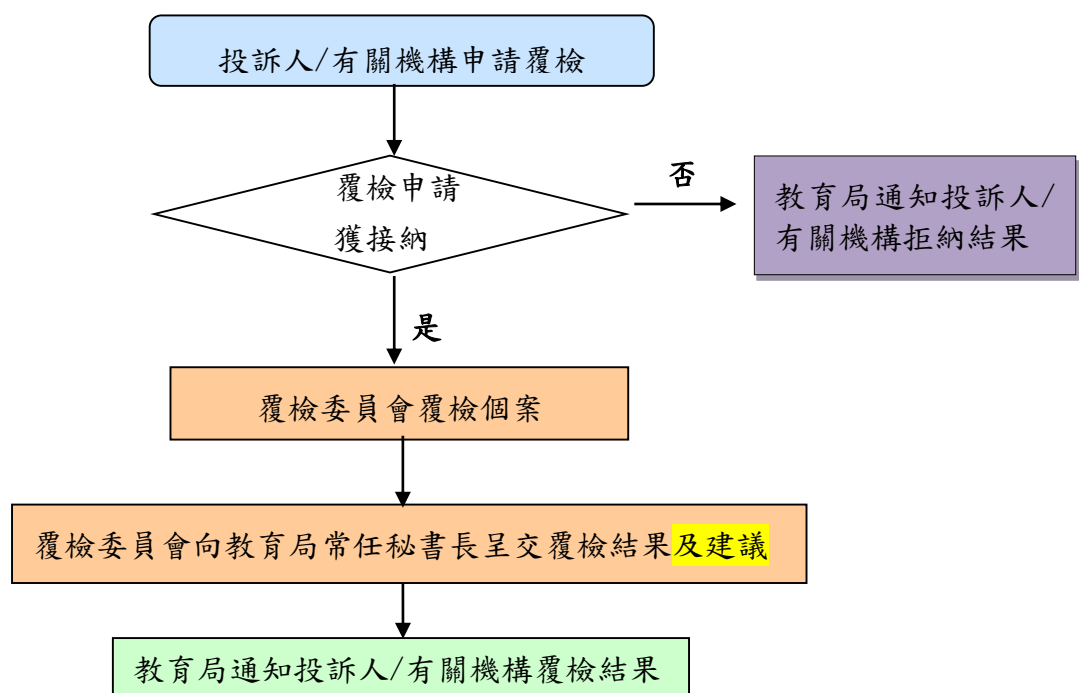 投訴人/有關機構申請覆檢
覆檢申請
獲接納
否
教育局通知投訴人/
有關機構拒納結果
是
覆檢委員會覆檢個案
覆檢委員會向教育局常任秘書長呈交覆檢結果及建議
教育局通知投訴人/有關機構覆檢結果